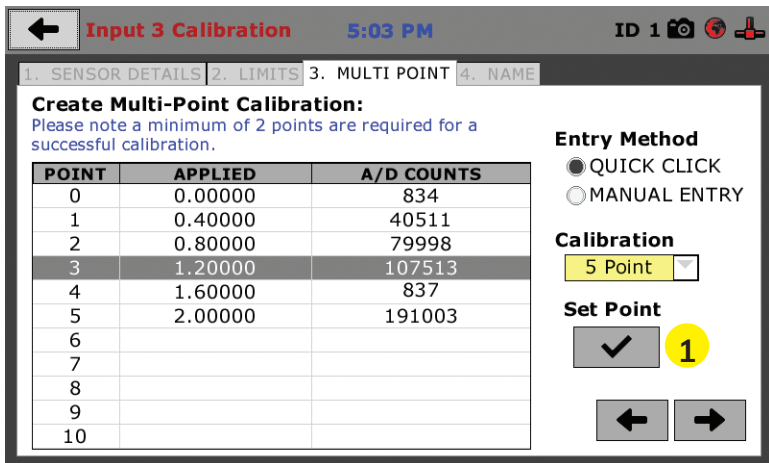 Input 3 Calibration 5:03 PM ID 1
1. SENSOR DETAILS 2. LIMITS 3. MULTI POINT 4. NAME
Create Multi-Point Calibration:
Please note a minimum of 2 points are required for a
successful calibration.
POINT APPLIED A/D COUNTS
0 0.00000 834
1 0.40000 40511
2 0.80000 79998
3 1.20000 107513
4 1.60000 837
5 2.00000 191003
6
7
8
9
10
Entry Method
QUICK CLICK
MANUAL ENTRY
Calibration
5 Point
Set Point
1